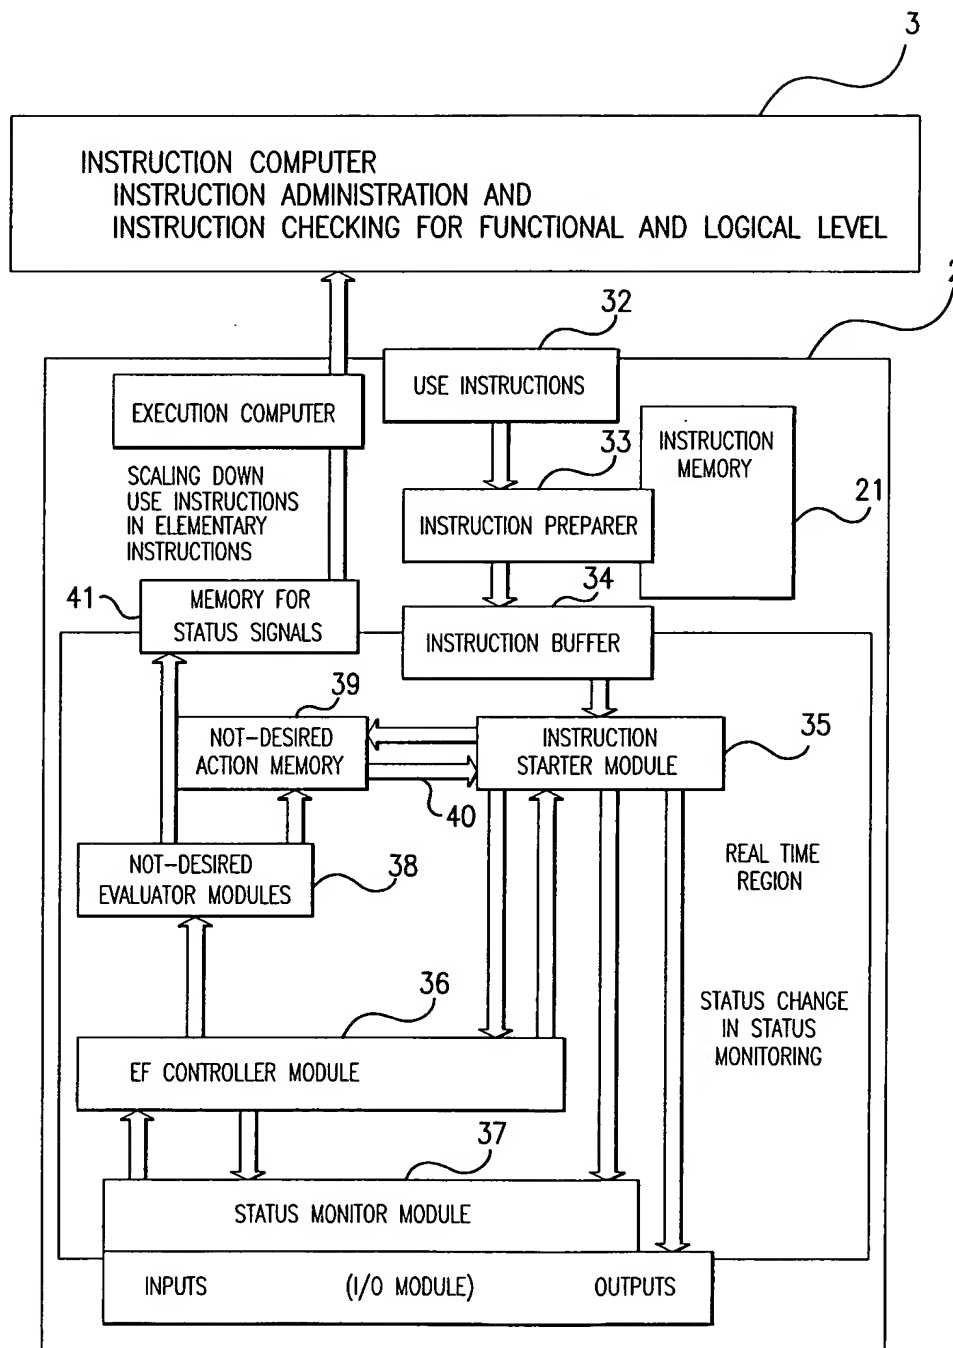 3
INSTRUCTION COMPUTER
INSTRUCTION ADMINISTRATION AND
INSTRUCTION CHECKING FOR FUNCTIONAL AND LOGICAL LEVEL
32
USE INSTRUCTIONS
EXECUTION COMPUTER
INSTRUCTION
MEMORY
33
SCALING DOWN
USE INSTRUCTIONS
IN ELEMENTARY
INSTRUCTIONS
INSTRUCTION PREPARER
21
41
MEMORY FOR
STATUS SIGNALS
34
INSTRUCTION BUFFER
39
NOT-DESIRED
ACTION MEMORY
INSTRUCTION
STARTER MODULE
35
40
NOT-DESIRED
EVALUATOR MODULES
38
REAL TIME
REGION
36
STATUS CHANGE
IN STATUS
MONITORING
EF CONTROLLER MODULE
37
STATUS MONITOR MODULE
INPUTS (I/O MODULE) OUTPUTS